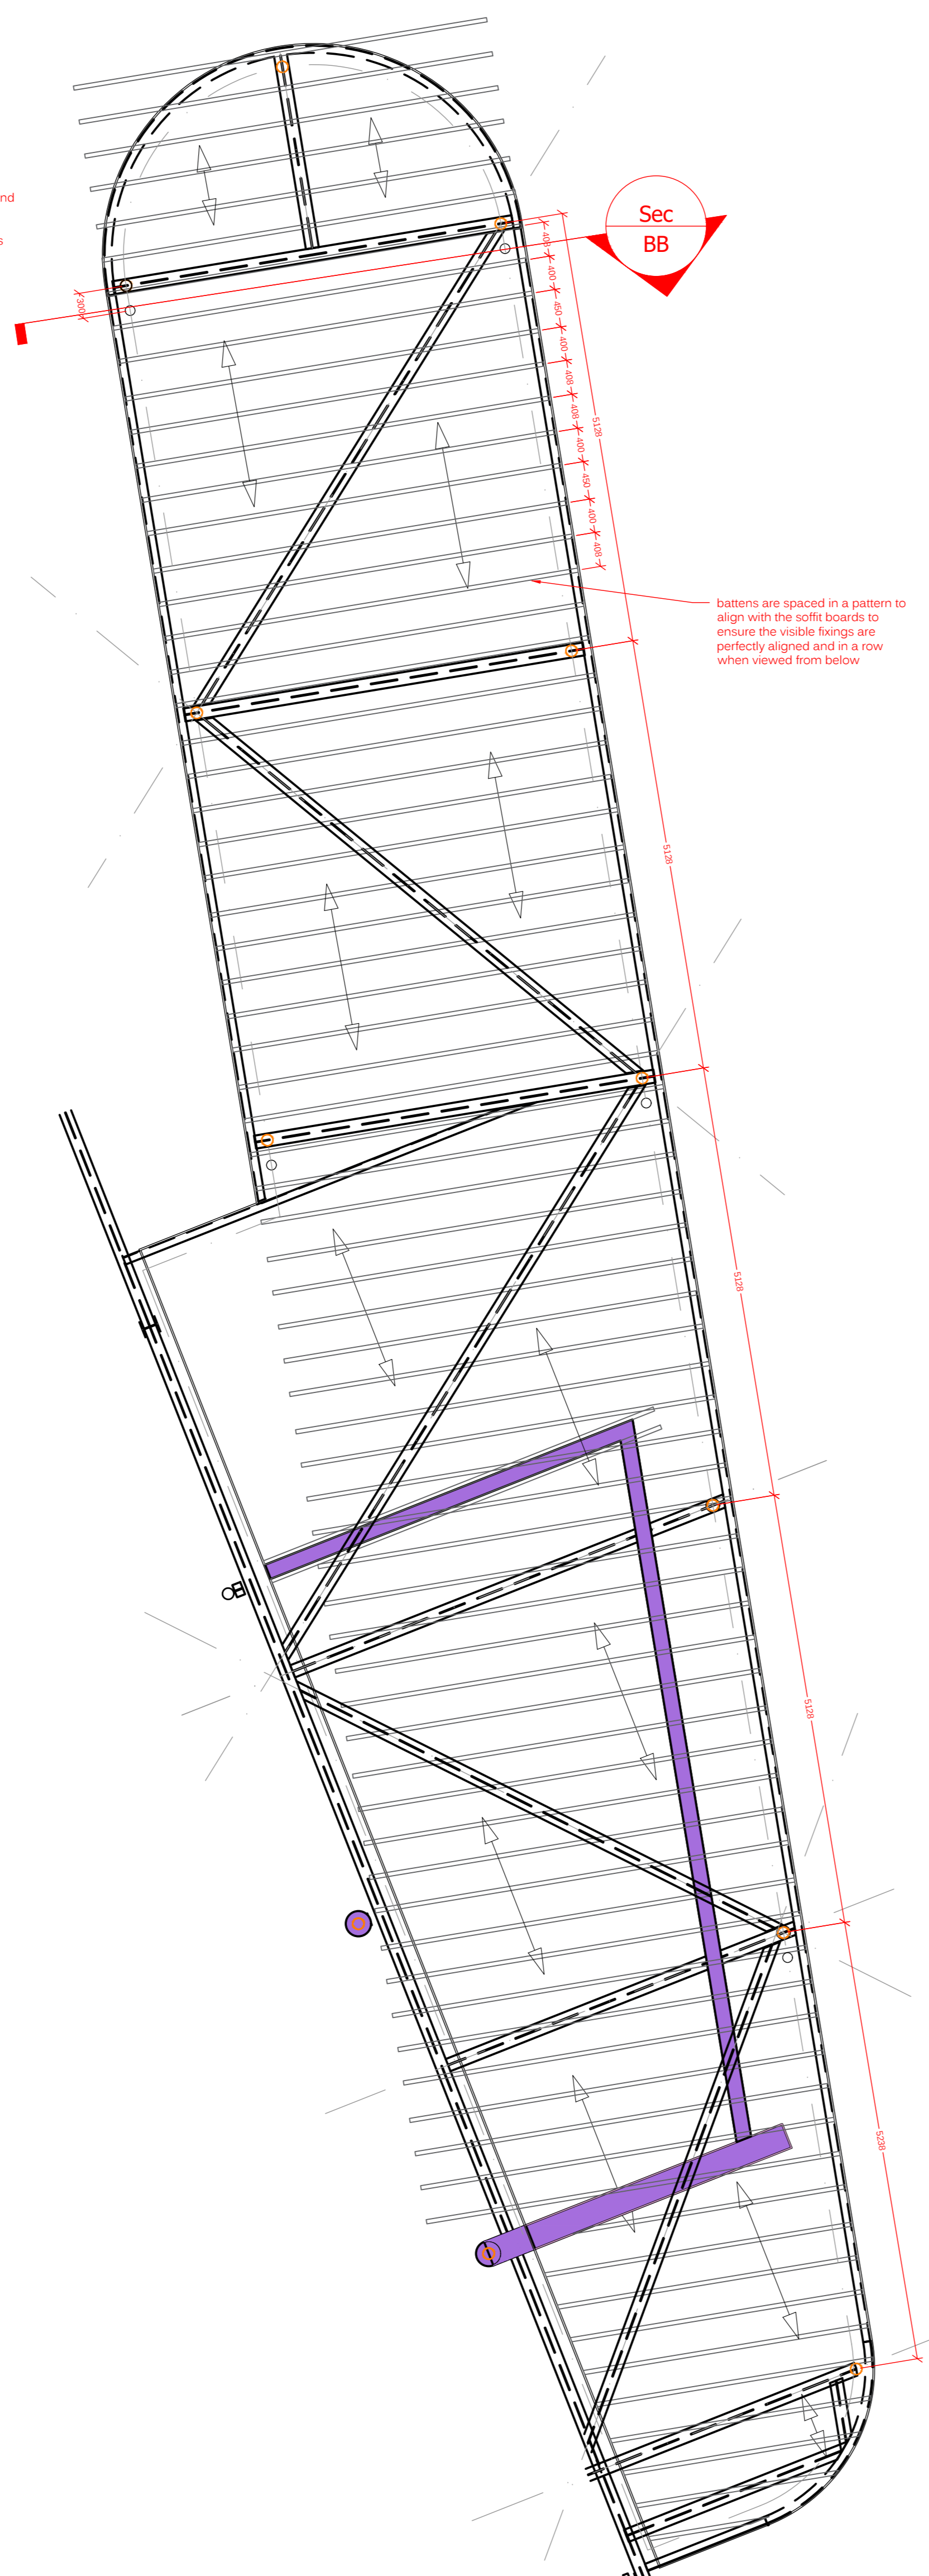 nd
s
Sec
BB
300
408
400
450
400
408
408
400
450
400
408
5128
battens are spaced in a pattern to
align with the soffit boards to
ensure the visible fixings are
perfectly aligned and in a row
when viewed from below
5128
5128
5128
5238